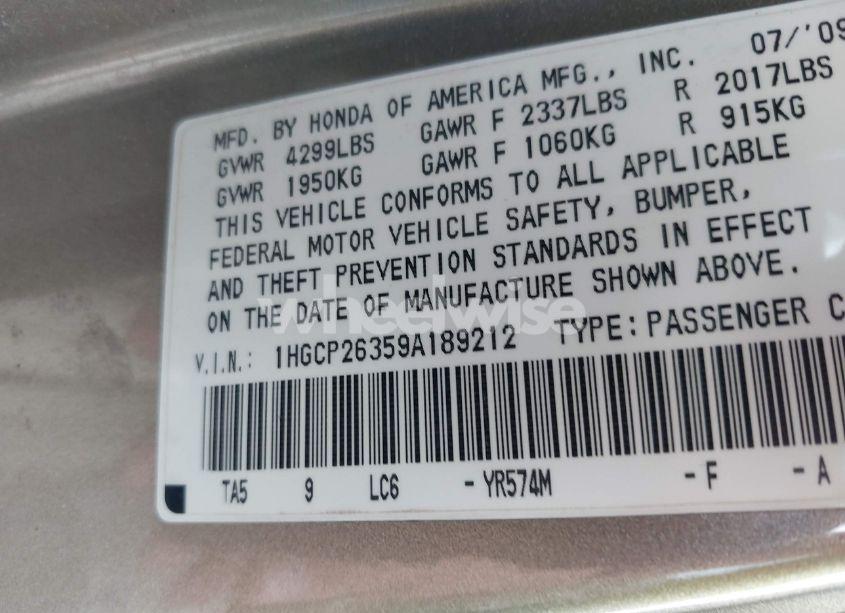 MFD. BY HONDA OF AMERICA MFG., INC. 07/'09
GVWR 4299LBS GAWR F 2337LBS R 2017LBS
GVWR 1950KG GAWR F 1060KG R 915KG
THIS VEHICLE CONFORMS TO ALL APPLICABLE
FEDERAL MOTOR VEHICLE SAFETY, BUMPER,
AND THEFT PREVENTION STANDARDS IN EFFECT
ON THE DATE OF MANUFACTURE SHOWN ABOVE.
wheelwise
V.I.N.: 1HGCP26359A189212 TYPE: PASSENGER C
TA5 9 LC6 -YR574M -F -A